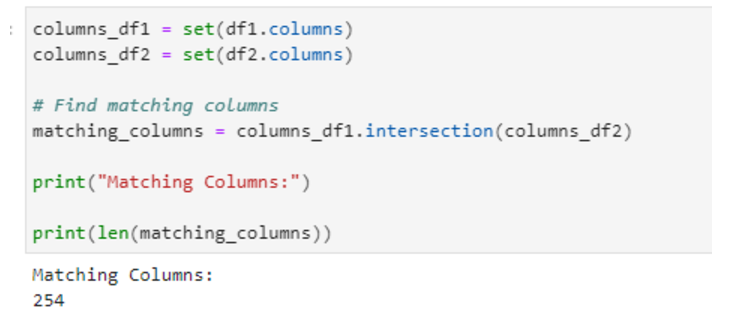 :
columns_df1 = set(df1.columns)
columns_df2 = set(df2.columns)
# Find matching columns
matching_columns = columns_df1.intersection(columns_df2)
print("Matching Columns:")
print(len(matching_columns))
Matching Columns:
254